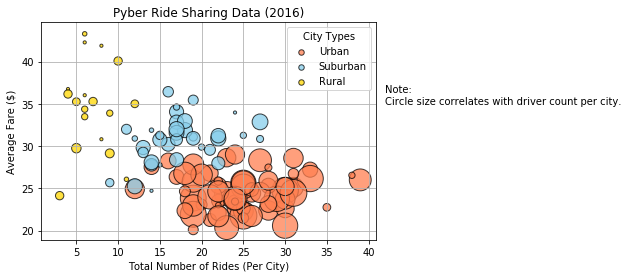 Pyber Ride Sharing Data (2016)
City Types
Urban
Suburban
Rural
Average Fare ($)
40
35
30
25
20
5
10
15
20
25
30
35
40
Total Number of Rides (Per City)
Note:
Circle size correlates with driver count per city.